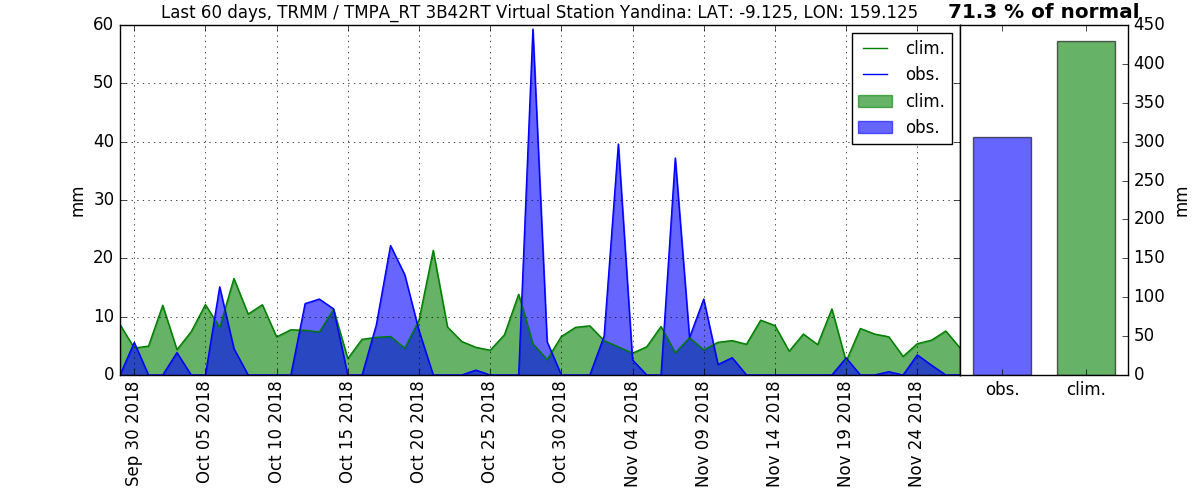 Last 60 days, TRMM / TMPA_RT 3B42RT Virtual Station Yandina: LAT: -9.125, LON: 159.125
71.3 % of normal
60
50
40
30
20
10
0
mm
clim.
obs.
clim.
obs.
450
400
350
300
250
200
150
100
50
0
mm
Sep 30 2018
Oct 05 2018
Oct 10 2018
Oct 15 2018
Oct 20 2018
Oct 25 2018
Oct 30 2018
Nov 04 2018
Nov 09 2018
Nov 14 2018
Nov 19 2018
Nov 24 2018
obs.
clim.